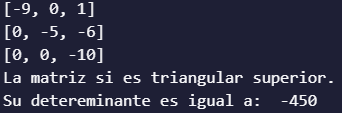 [-9, 0, 1]
[0, -5, -6]
[0, 0, -10]
La matriz si es triangular superior.
Su detereminante es igual a:  -450